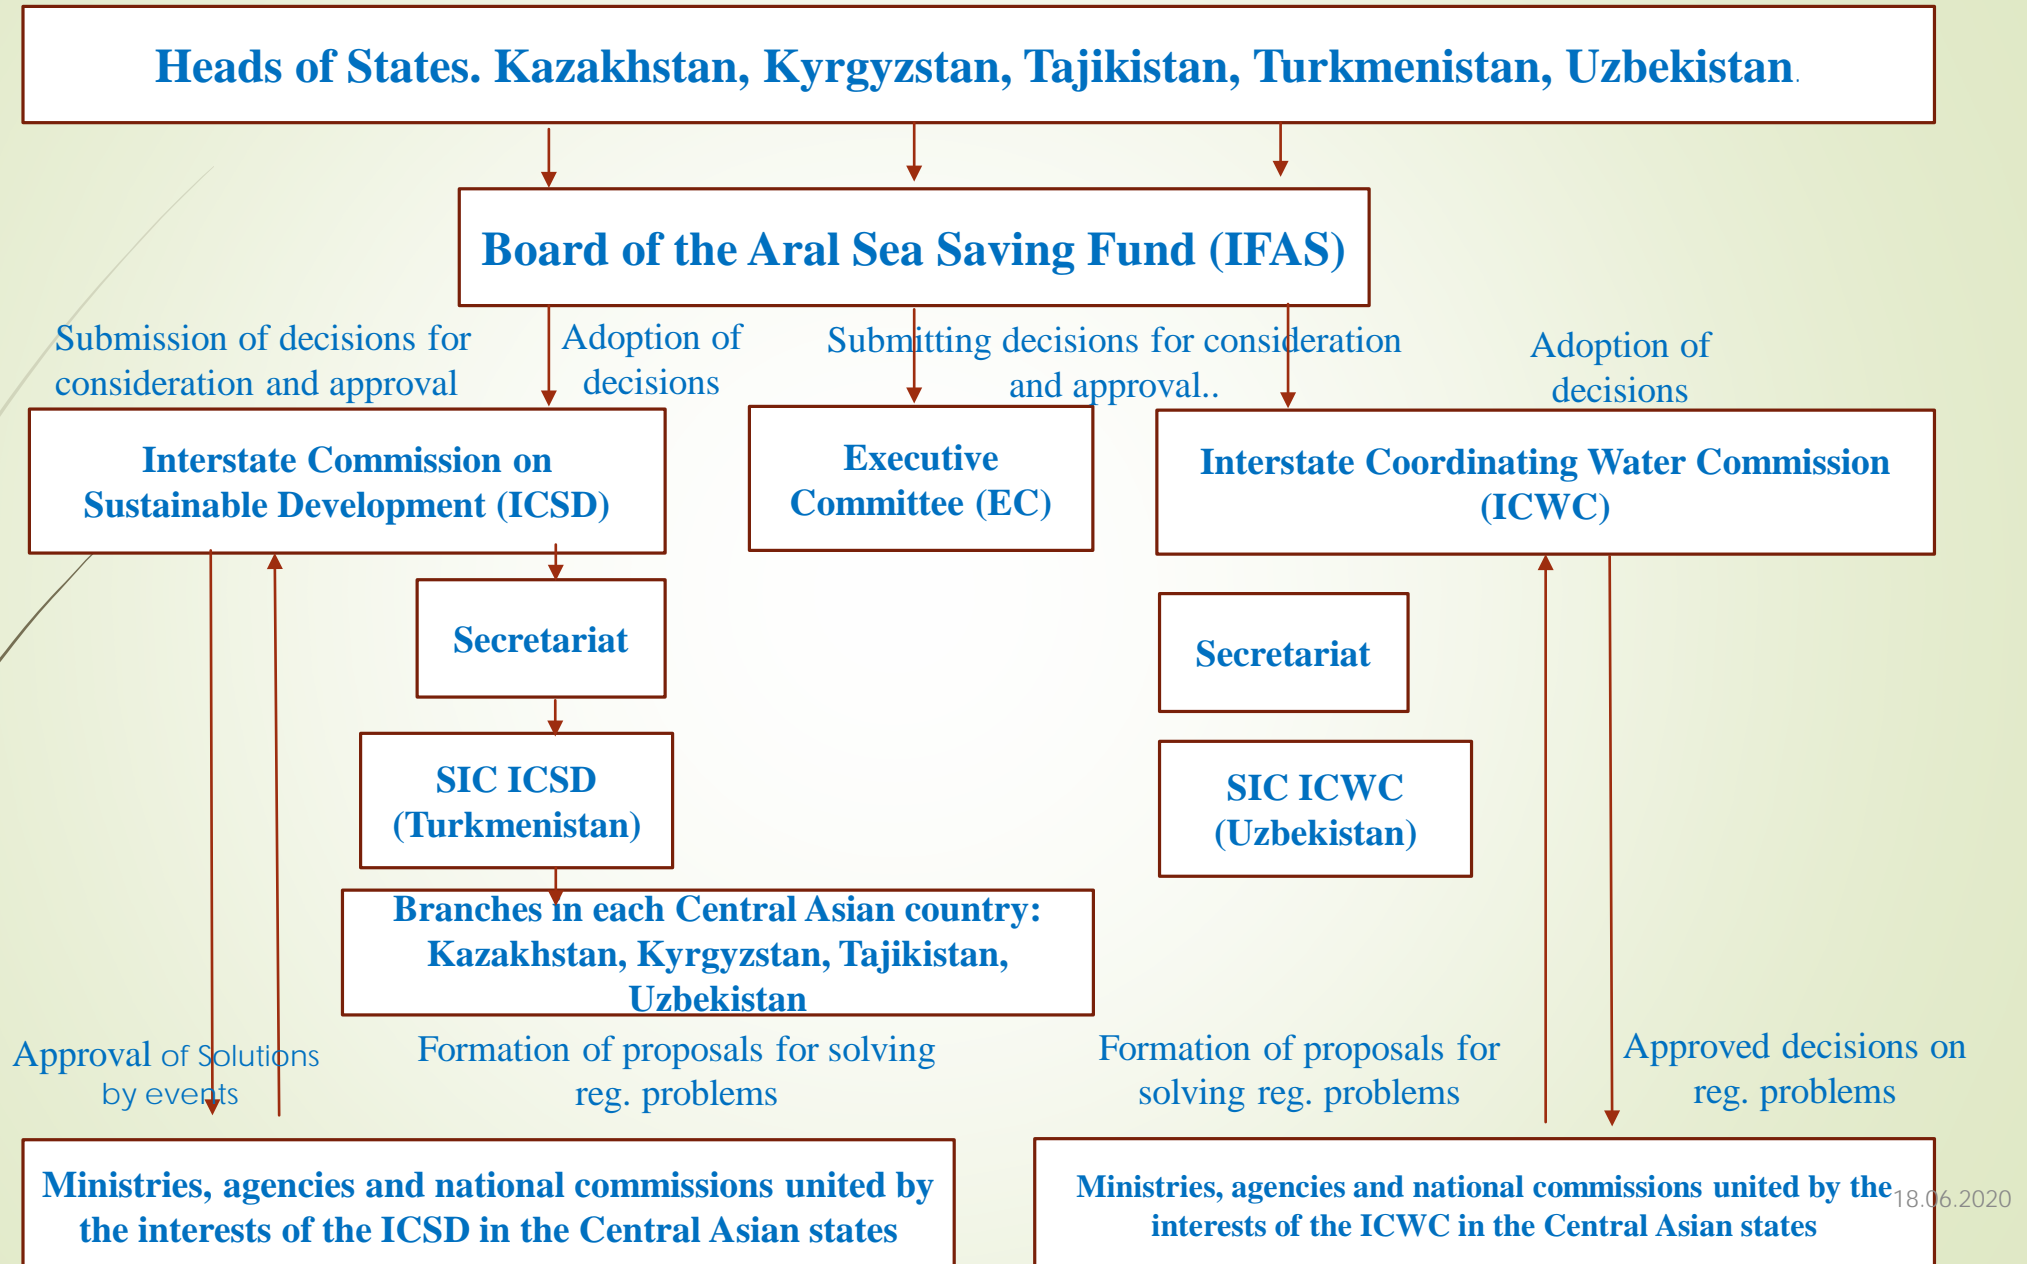 Heads of States. Kazakhstan, Kyrgyzstan, Tajikistan, Turkmenistan, Uzbekistan.
Board of the Aral Sea Saving Fund (IFAS)
Submission of decisions for
consideration and approval
Adoption of
decisions
Submitting decisions for consideration
and approval..
Adoption of
decisions
Interstate Commission on
Sustainable Development (ICSD)
Executive
Committee (EC)
Interstate Coordinating Water Commission
(ICWC)
Secretariat
Secretariat
SIC ICSD
(Turkmenistan)
SIC ICWC
(Uzbekistan)
Branches in each Central Asian country:
Kazakhstan, Kyrgyzstan, Tajikistan,
Uzbekistan
Approval of Solutions
by events
Formation of proposals for solving
reg. problems
Formation of proposals for
solving reg. problems
Approved decisions on
reg. problems
Ministries, agencies and national commissions united by
the interests of the ICSD in the Central Asian states
Ministries, agencies and national commissions united by the
interests of the ICWC in the Central Asian states
18.06.2020